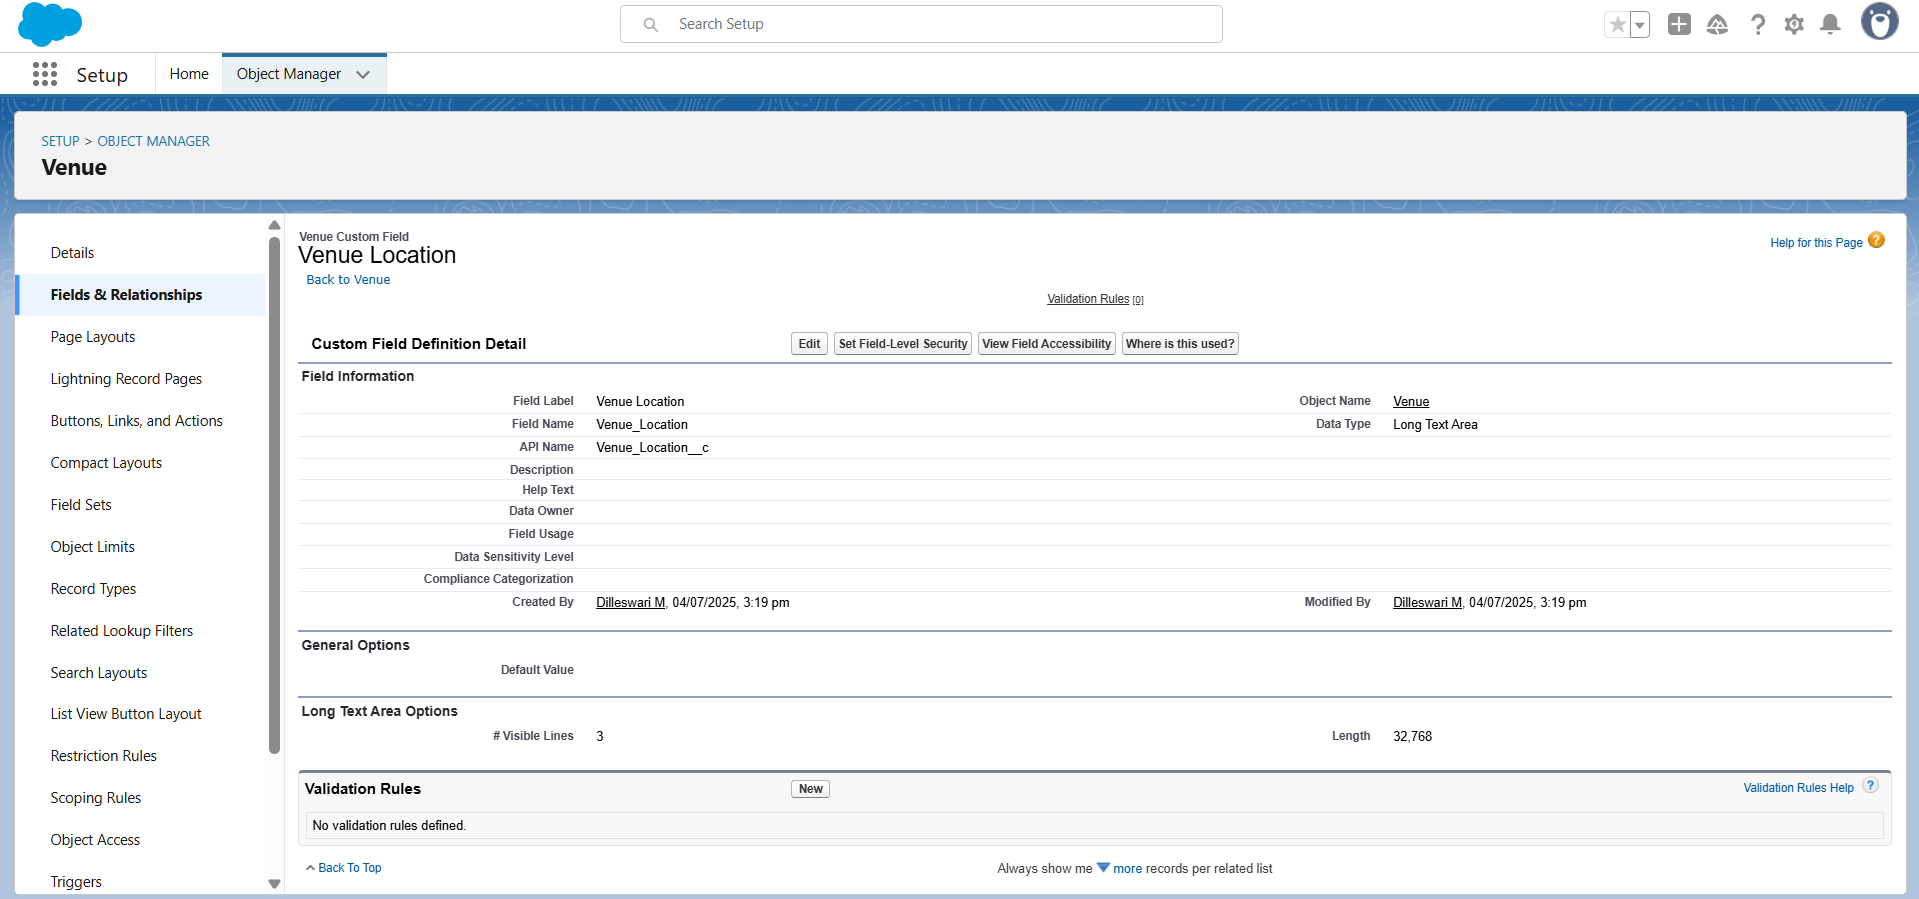 Search Setup
Setup
Home
Object Manager
SETUP > OBJECT MANAGER
Venue
Details
Fields & Relationships
Page Layouts
Lightning Record Pages
Buttons, Links, and Actions
Compact Layouts
Field Sets
Object Limits
Record Types
Related Lookup Filters
Search Layouts
List View Button Layout
Restriction Rules
Scoping Rules
Object Access
Triggers
Venue Custom Field
Venue Location
Back to Venue
Help for this Page ?
Validation Rules [0]
Custom Field Definition Detail
Edit
Set Field-Level Security
View Field Accessibility
Where is this used?
Field Information
Field Label Venue Location Object Name Venue
Field Name Venue_Location Data Type Long Text Area
API Name Venue_Location__c
Description
Help Text
Data Owner
Field Usage
Data Sensitivity Level
Compliance Categorization
Created By Dilleswari M, 04/07/2025, 3:19 pm Modified By Dilleswari M, 04/07/2025, 3:19 pm
General Options
Default Value
Long Text Area Options
# Visible Lines 3 Length 32,768
Validation Rules New Validation Rules Help ?
No validation rules defined.
Back To Top
Always show me more records per related list